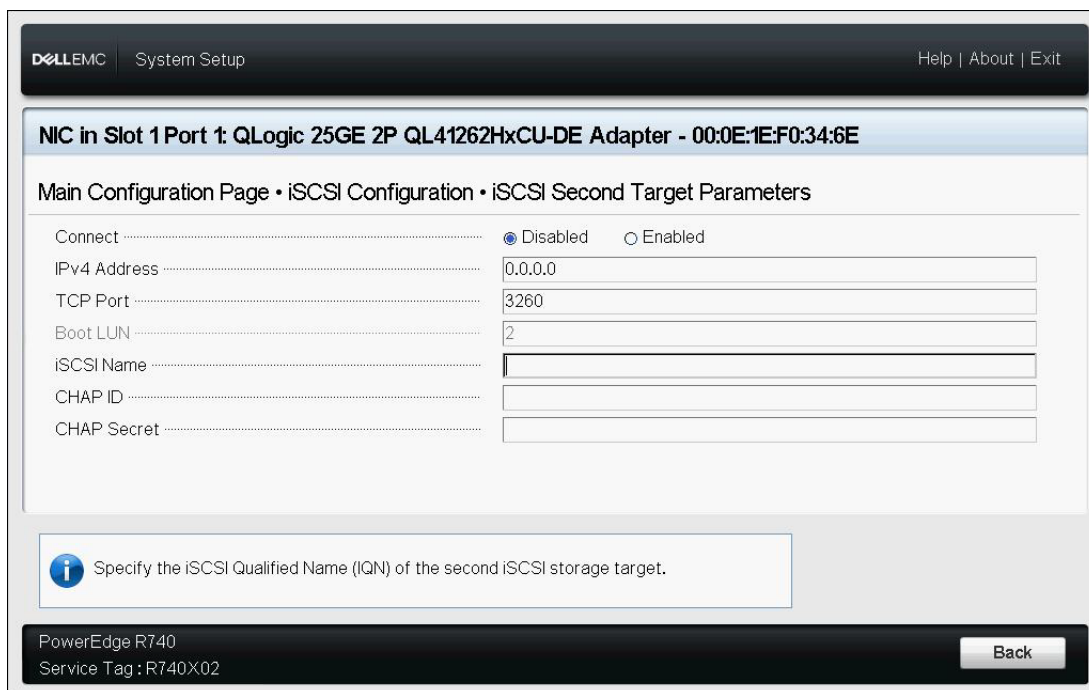 DELLEMC System Setup Help | About | Exit
NIC in Slot 1 Port 1: QLogic 25GE 2P QL41262HxCU-DE Adapter - 00:0E:1E:F0:34:6E
Main Configuration Page • iSCSI Configuration • iSCSI Second Target Parameters
Connect Disabled Enabled
IPv4 Address 0.0.0.0
TCP Port 3260
Boot LUN 2
iSCSI Name
CHAP ID
CHAP Secret
Specify the iSCSI Qualified Name (IQN) of the second iSCSI storage target.
PowerEdge R740
Service Tag : R740X02
Back